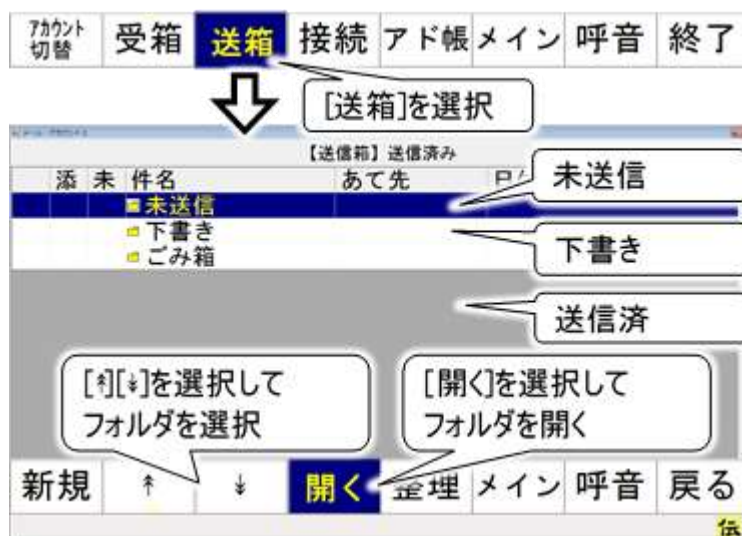 アカウント
切替 受箱 送箱 接続 アド帳 メイン 呼音 終了
[送箱]を選択
【送信箱】送信済み
添 未 件名 あて先
未送信
未送信
下書き
下書き
ごみ箱
送信済
[↟][↡]を選択して
フォルダを選択
[開く]を選択して
フォルダを開く
新規 ↟ ↡ 開く 整理 メイン 呼音 戻る
伝